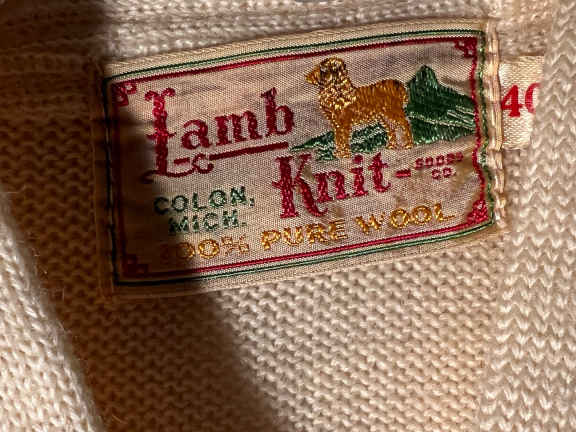 Lamb
Knit-GOODS CO.
COLON,
MICH.
100% PURE WOOL
40